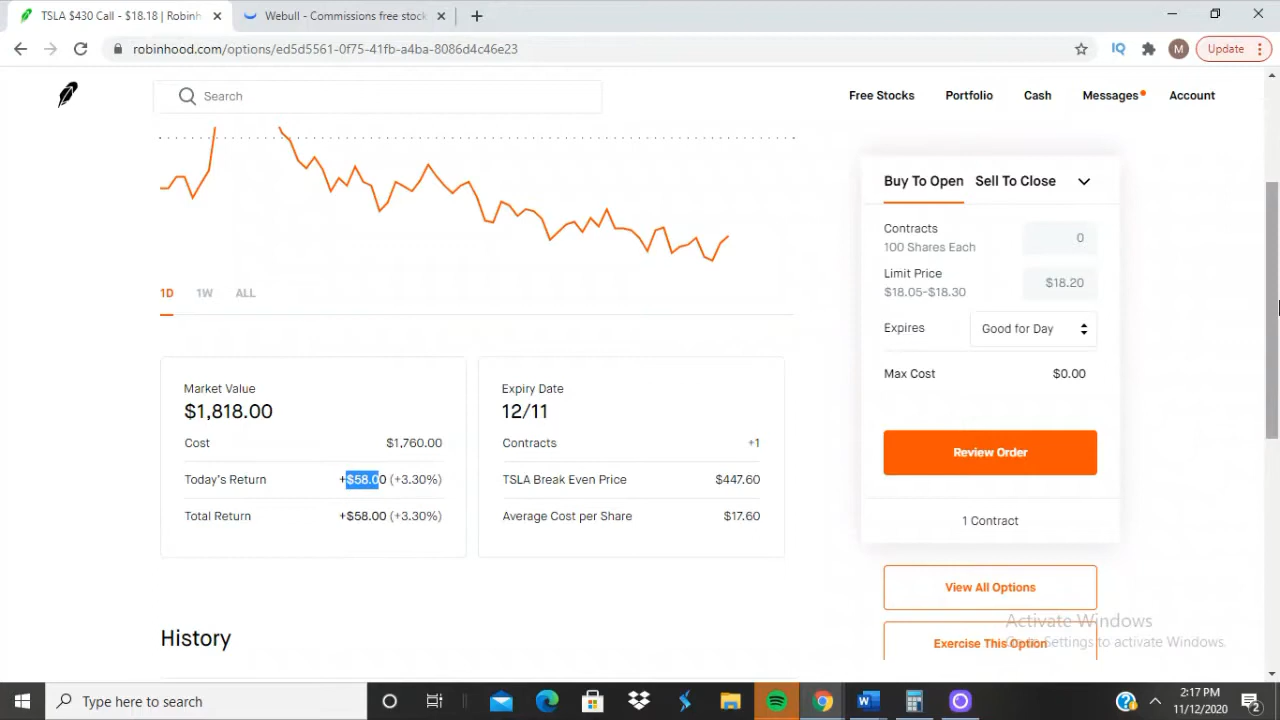 TSLA $430 Call - $18.18 | Robinh
Webull - Commissions free stock
robinhood.com/options/ed5d5561-0f75-41fb-a4ba-8086d4c46e23
IQ
M
Update
Search
Free Stocks
Portfolio
Cash
Messages
Account
1D
1W
ALL
Market Value
$1,818.00
Cost $1,760.00
Today's Return +$58.00 (+3.30%)
Total Return +$58.00 (+3.30%)
Expiry Date
12/11
Contracts +1
TSLA Break Even Price $447.60
Average Cost per Share $17.60
History
Buy To Open Sell To Close
Contracts 0
100 Shares Each
Limit Price $18.20
$18.05-$18.30
Expires Good for Day
Max Cost $0.00
Review Order
1 Contract
View All Options
Exercise This Option
Activate Windows
Go to Settings to activate Windows.
Type here to search
2:17 PM
11/12/2020
2